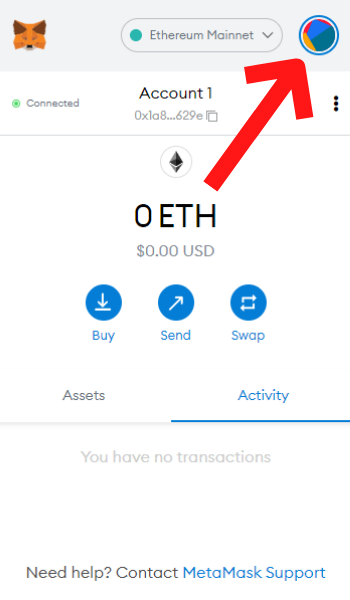 Ethereum Mainnet
Connected
Account 1
0x1a8...629e
0 ETH
$0.00 USD
Buy Send Swap
Assets Activity
You have no transactions
Need help? Contact MetaMask Support